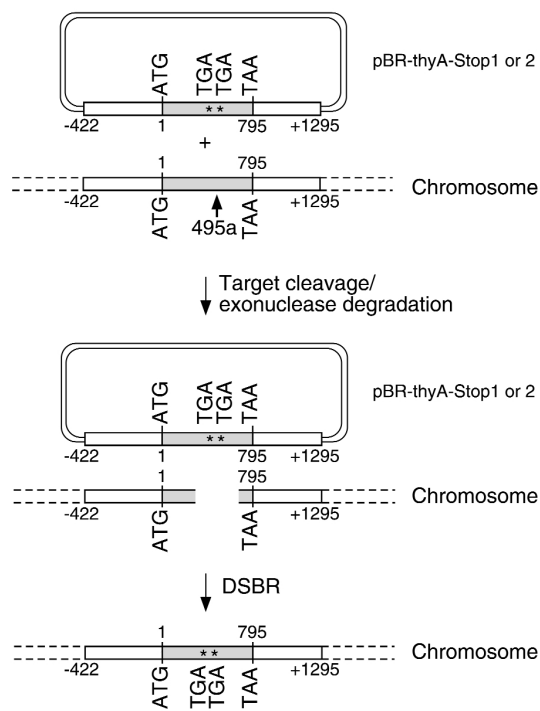 ATG TGA TGA TAA
pBR-thyA-Stop1 or 2
* *
-422 1 795 +1295
+
1 795
Chromosome
-422 +1295
ATG 495a TAA
Target cleavage/
exonuclease degradation
ATG TGA TGA TAA
pBR-thyA-Stop1 or 2
* *
-422 1 795 +1295
1 795
Chromosome
-422 +1295
ATG TAA
DSBR
1 795
* *
Chromosome
-422 +1295
ATG TGA TGA TAA